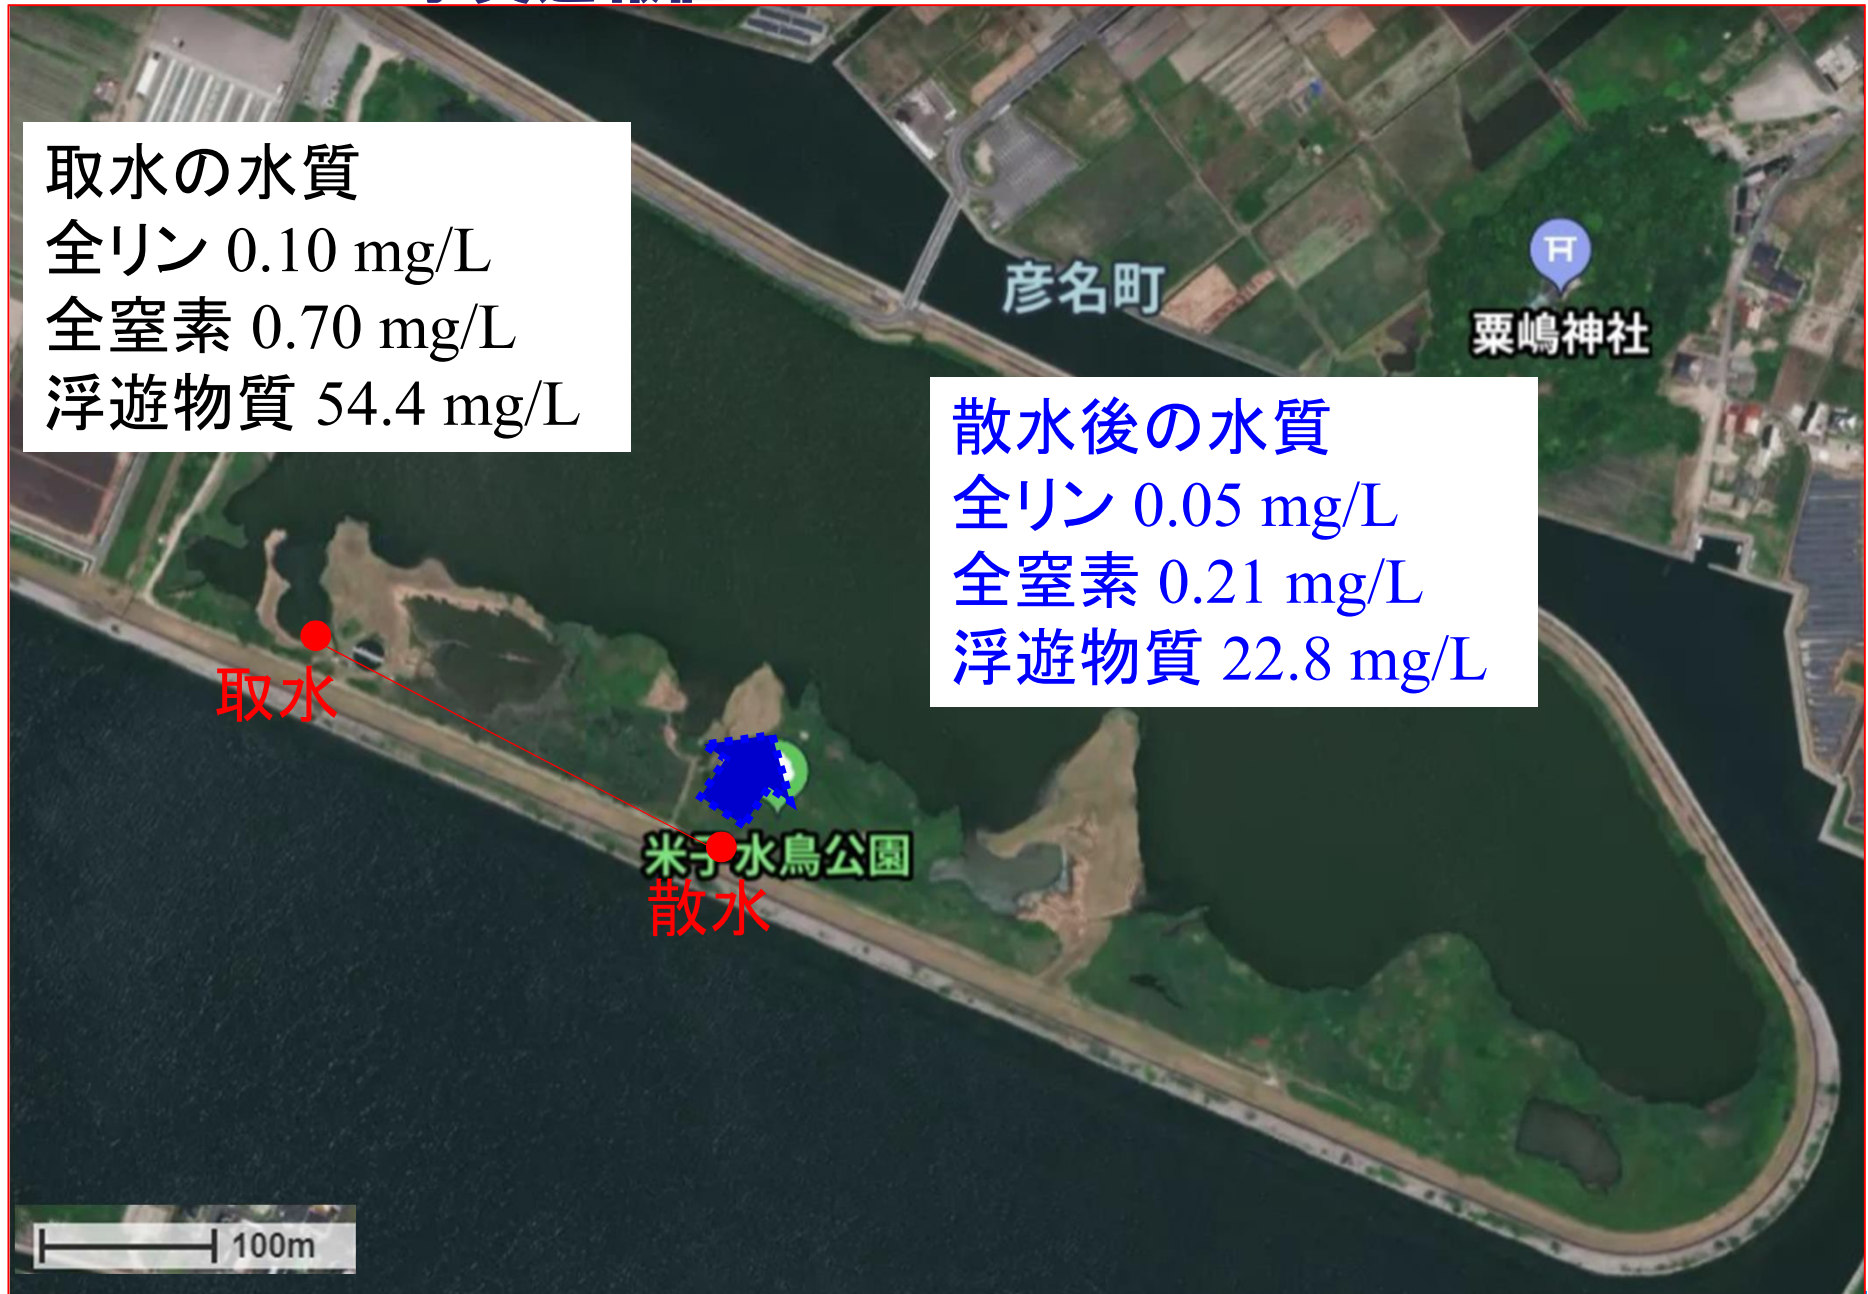 取水の水質
全リン 0.10 mg/L
全窒素 0.70 mg/L
浮遊物質 54.4 mg/L
彦名町
粟嶋神社
散水後の水質
全リン 0.05 mg/L
全窒素 0.21 mg/L
浮遊物質 22.8 mg/L
取水
米子水鳥公園
散水
100m